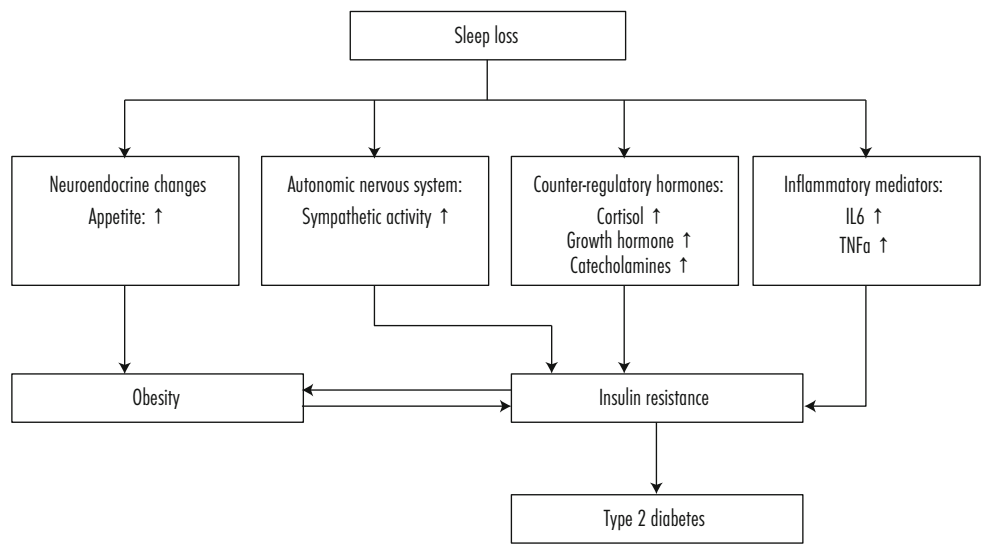 Sleep loss
Neuroendocrine changes
Appetite: ↑
Autonomic nervous system:
Sympathetic activity ↑
Counter-regulatory hormones:
Cortisol ↑
Growth hormone ↑
Catecholamines ↑
Inflammatory mediators:
IL6 ↑
TNFa ↑
Obesity
Insulin resistance
Type 2 diabetes